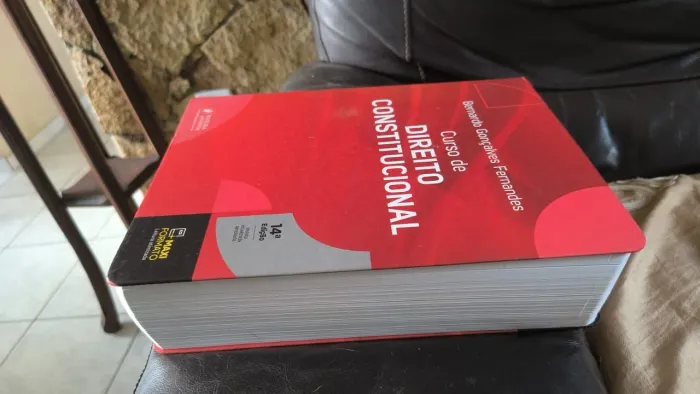 Bernardo Gonçalves Fernandes
Curso de
DIREITO
CONSTITUCIONAL
14ª
Edição
MAXI
FORMATO